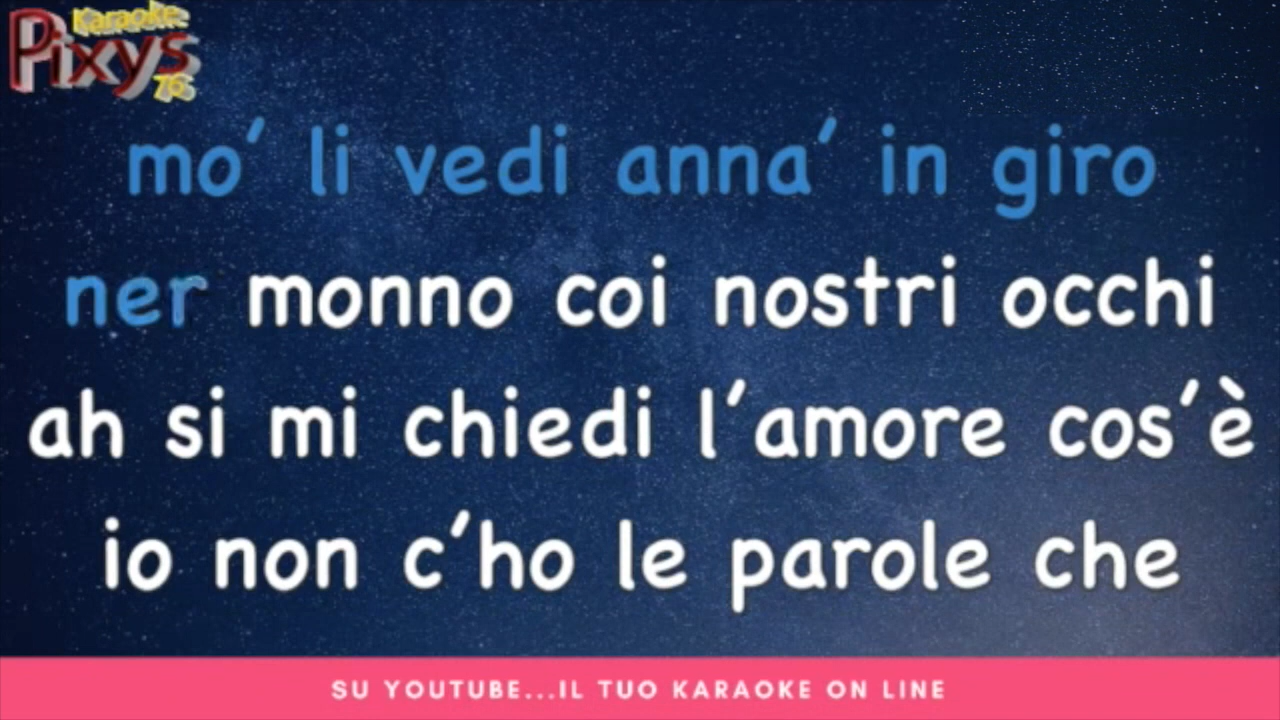 Karaoke
Pixys
76
mo' li vedi anna' in giro
ner monno coi nostri occhi
ah si mi chiedi l'amore cos'è
io non c'ho le parole che
SU YOUTUBE...IL TUO KARAOKE ON LINE